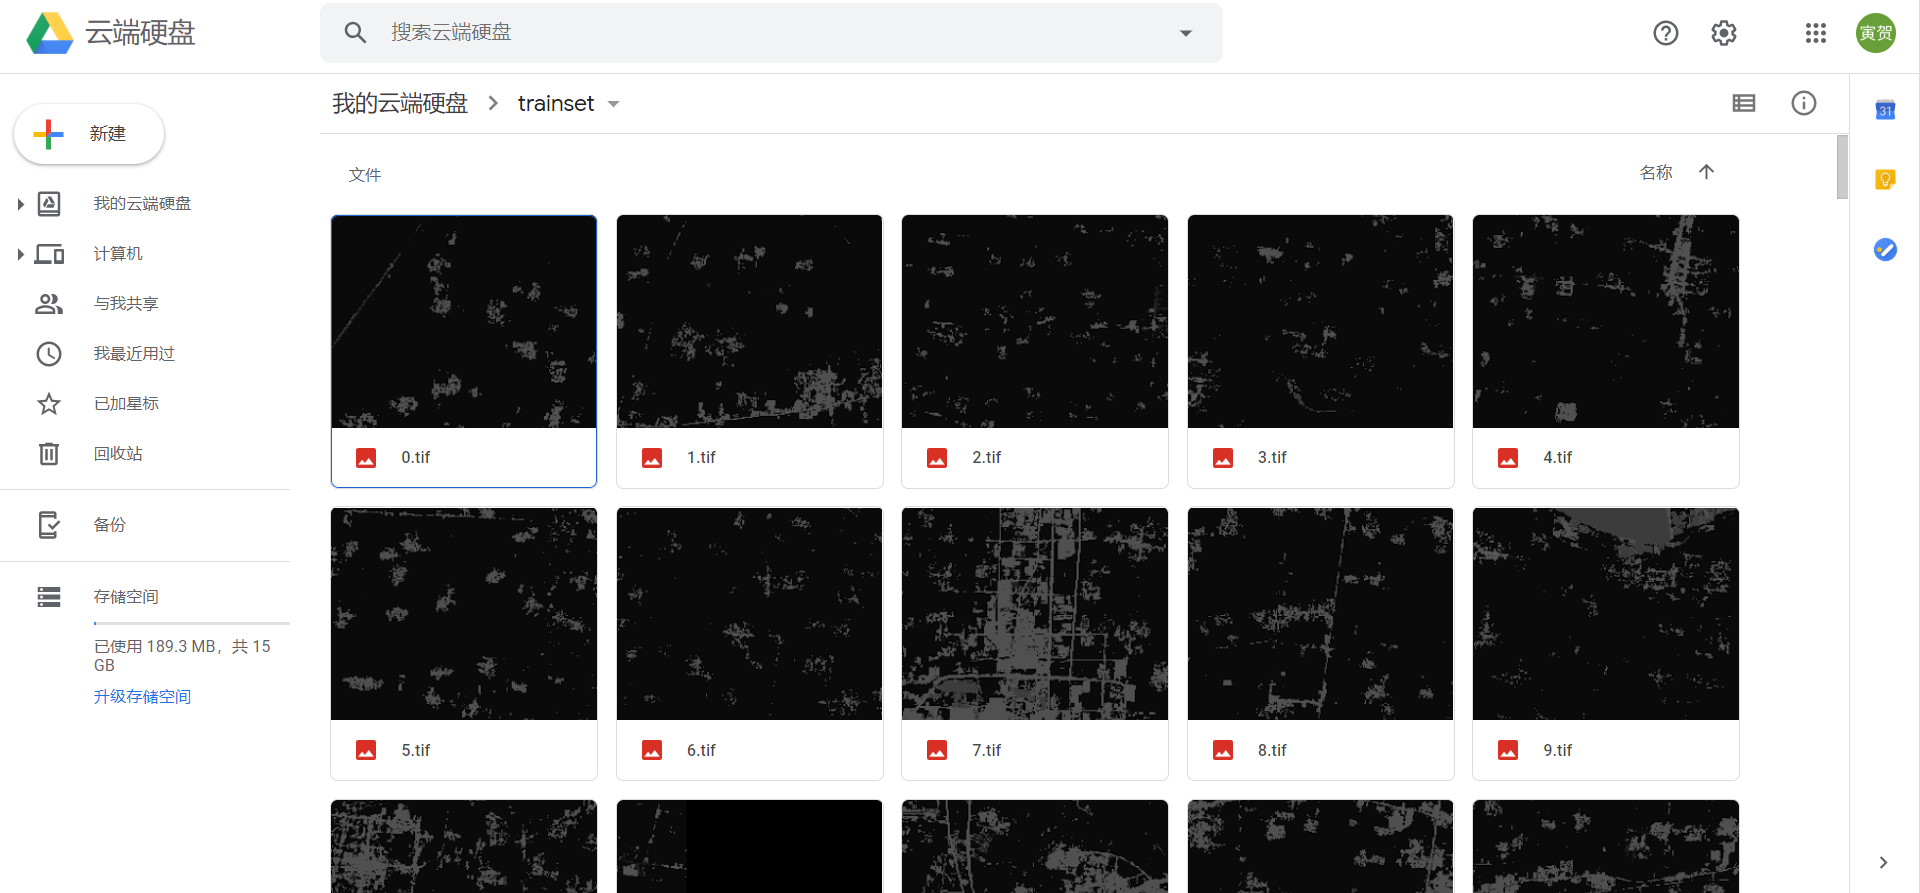 云端硬盘
搜索云端硬盘
寅贺
我的云端硬盘 trainset
31
新建
文件
名称
我的云端硬盘
计算机
与我共享
我最近用过
已加星标
回收站
备份
存储空间
已使用 189.3 MB，共 15
GB
升级存储空间
0.tif
1.tif
2.tif
3.tif
4.tif
5.tif
6.tif
7.tif
8.tif
9.tif